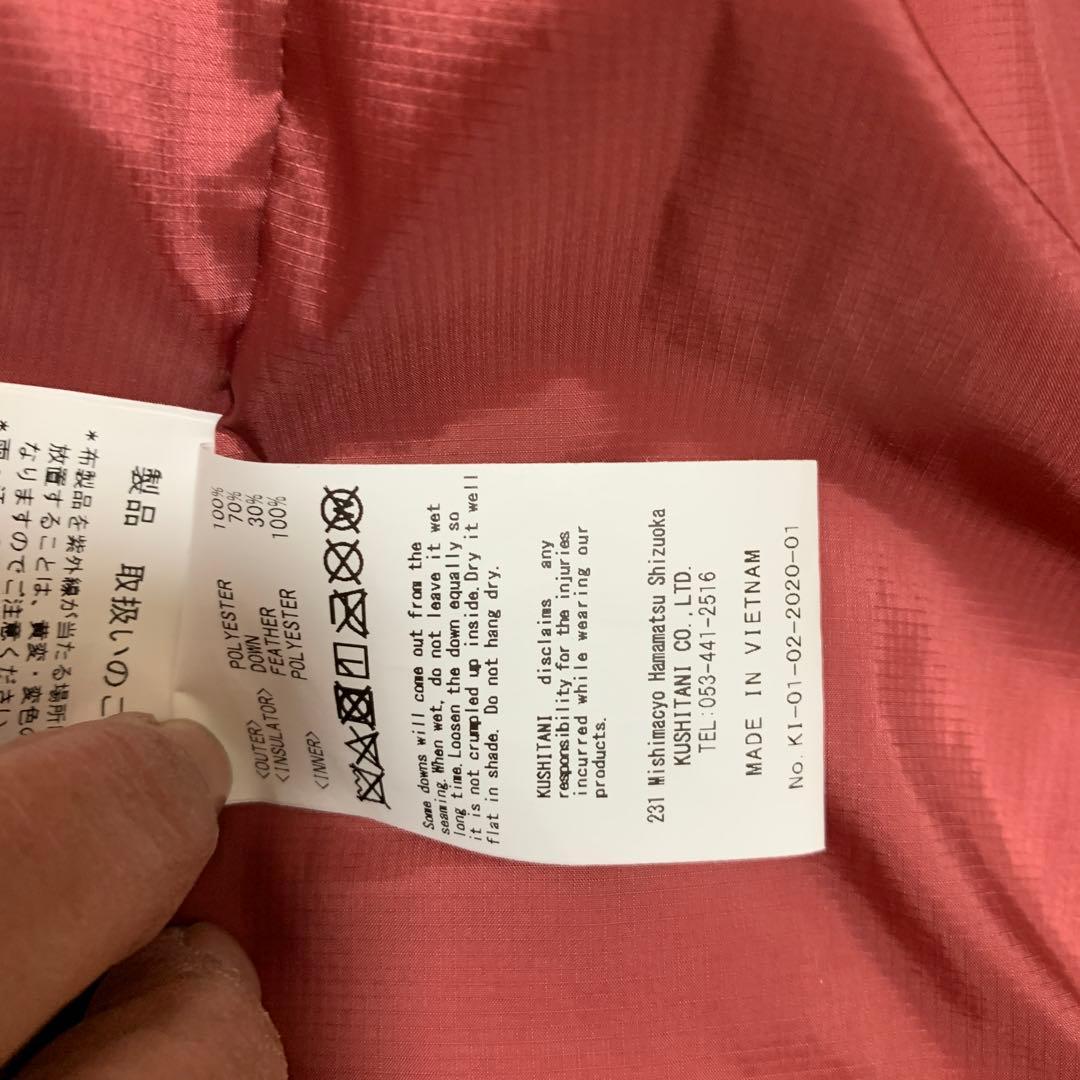 製品 取扱いのご
*布製品を紫外線が当たる場所
放置することは、黄変・変色の
なりますのでご注意ください
<OUTER> POLYESTER 100%
<INSULATOR> DOWN 70%
FEATHER 30%
<INNER> POLYESTER 100%
Some downs will come out from the
seaming. When wet, do not leave it wet
long time. Loosen the down equally so
it is not crumpled up inside. Dry it well
flat in shade. Do not hang dry.
KUSHITANI disclaims any
responsibility for the injuries
incurred while wearing our
products.
231 Mishimacyo Hamamatsu Shizuoka
KUSHITANI CO.,LTD.
TEL:053-441-2516
MADE IN VIETNAM
No. KI-01-02-2020-01